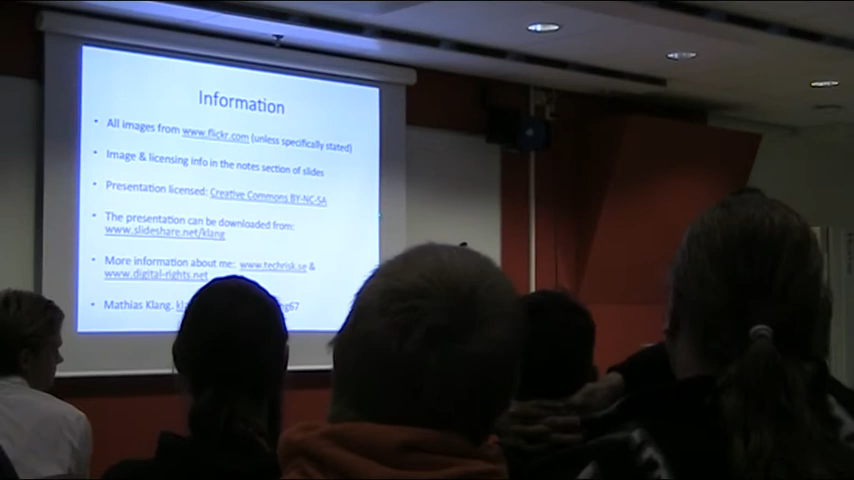 Information
• All images from www.flickr.com (unless specifically stated)
• Image & licensing info in the notes section of slides
• Presentation licensed: Creative Commons BY-NC-SA
• The presentation can be downloaded from:
www.slideshare.net/klang
• More information about me: www.techrisk.se &
www.digital-rights.net
• Mathias Klang.